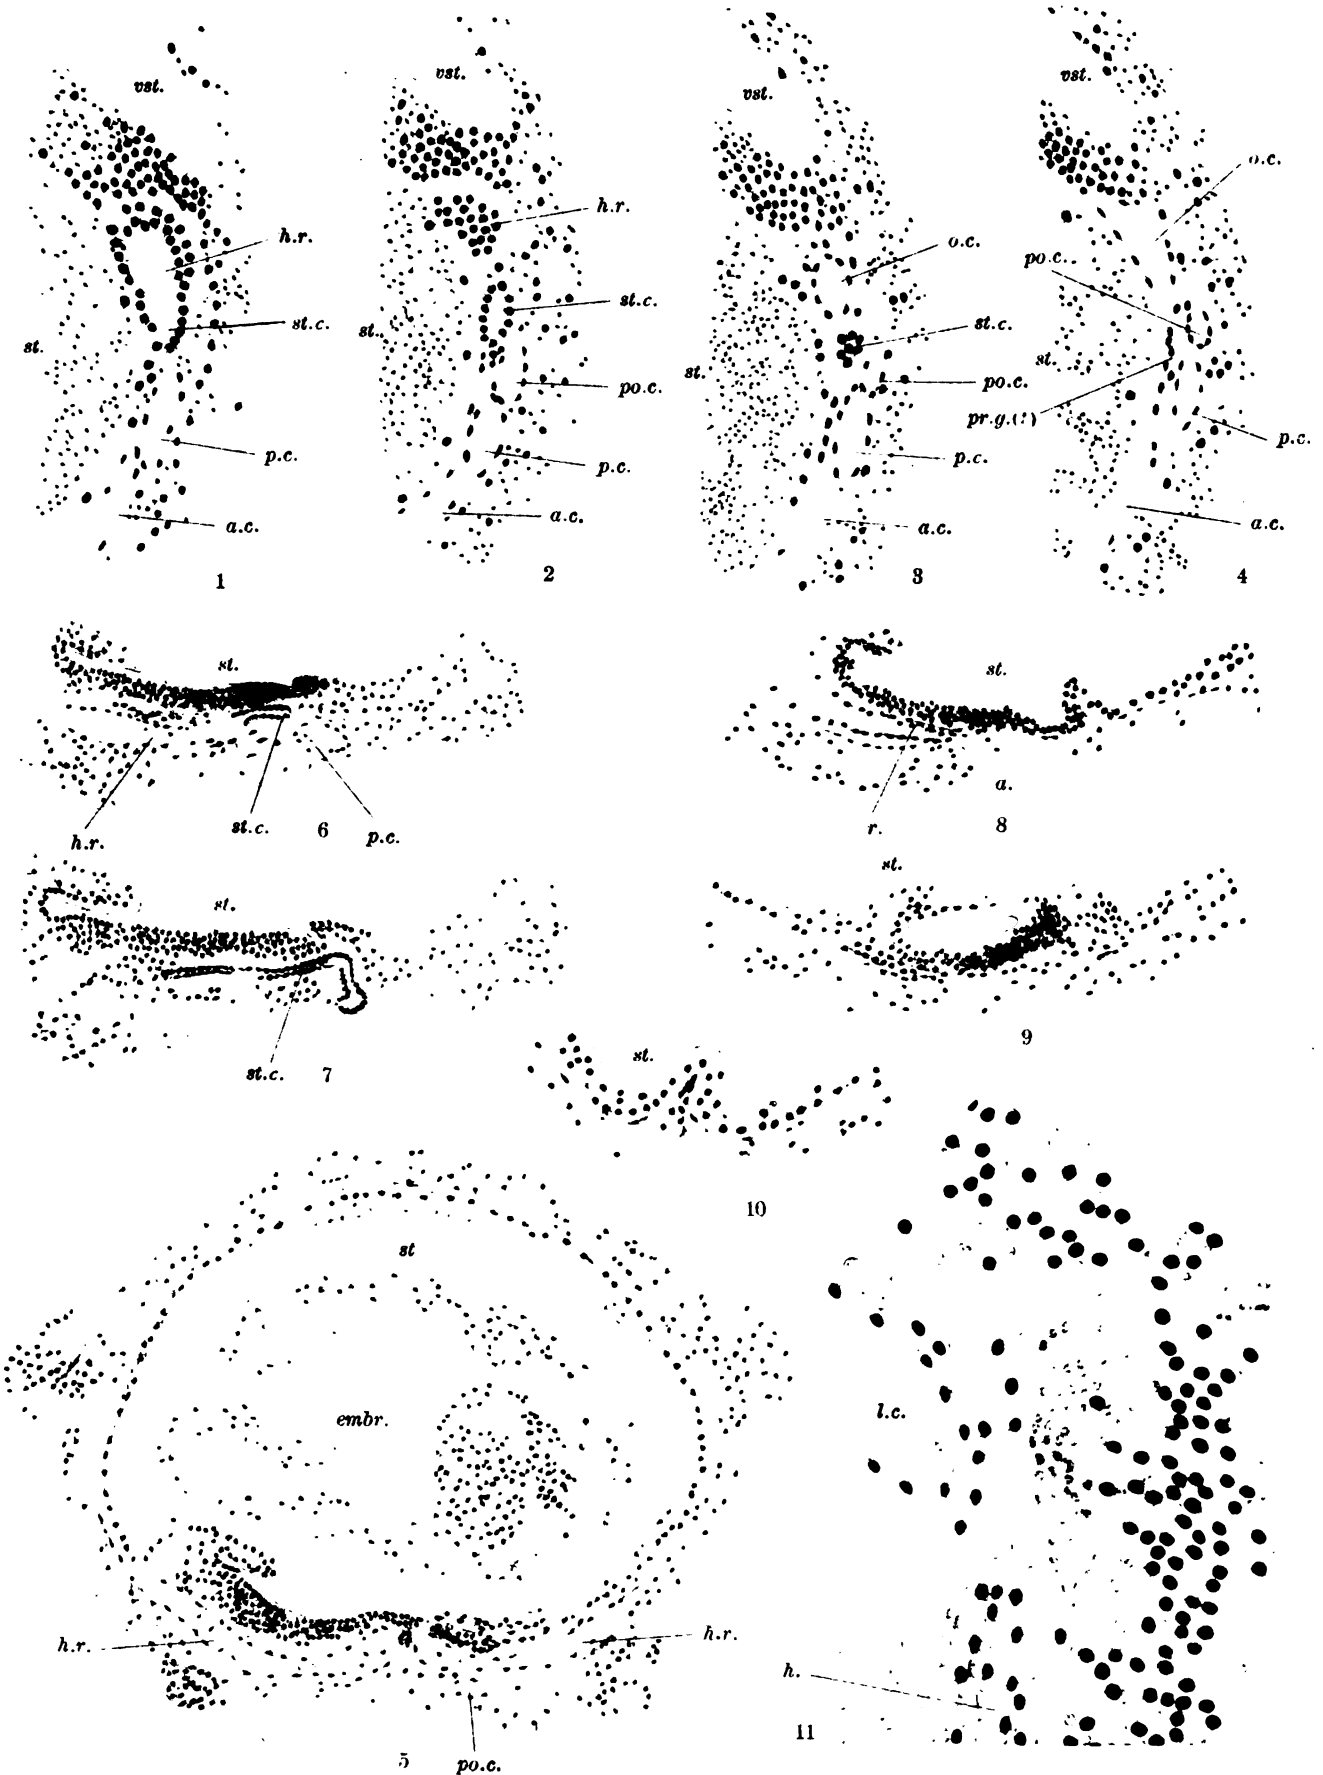 vst.
h.r.
st.c.
st.
p.c.
a.c.
1
vst.
h.r.
st.c.
st.
po.c.
p.c.
a.c.
2
vst.
o.c.
st.c.
st.
po.c.
p.c.
a.c.
3
vst.
o.c.
po.c.
st.
pr.g.(?)
p.c.
a.c.
4
st.
h.r.
st.c.
6
p.c.
st.
r.
a.
8
st.
st.c.
7
st.
9
st.
10
st
embr.
h.r.
h.r.
5
po.c.
l.c.
h.
11